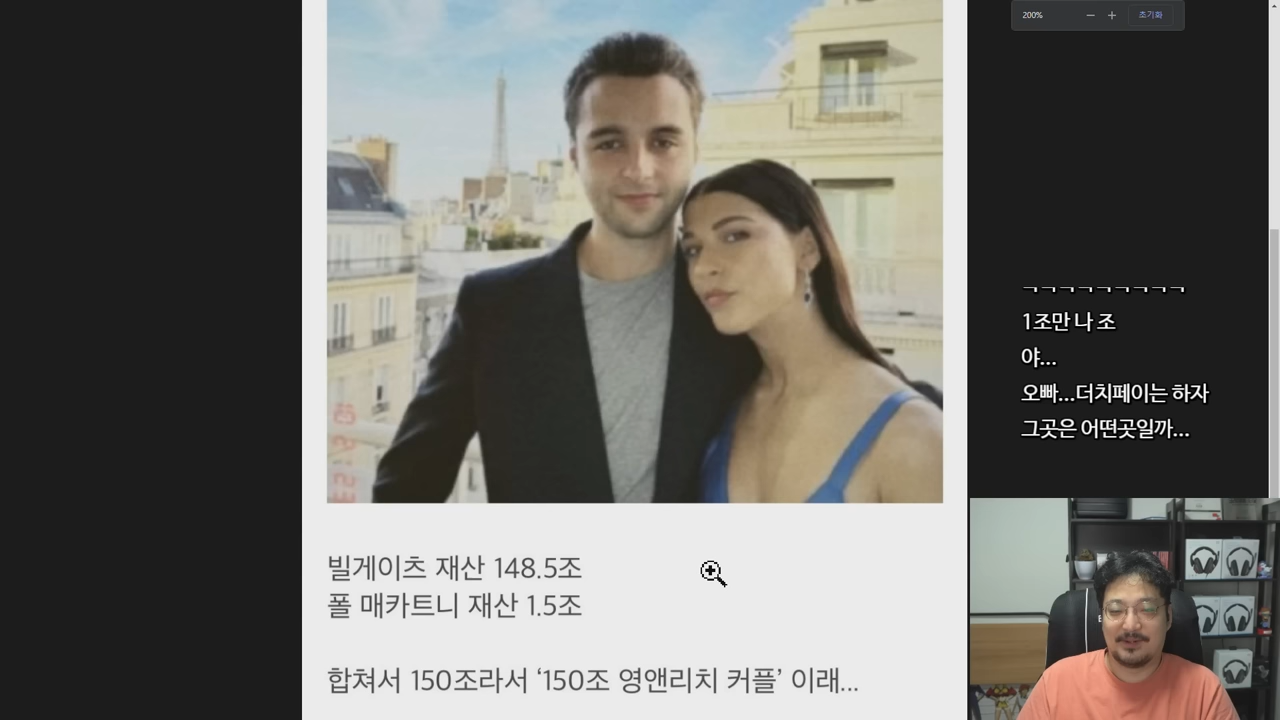 200%
초기화
1조만 나 조
야...
오빠...더치페이는 하자
그곳은 어떤곳일까...
빌게이츠 재산 148.5조
폴 매카트니 재산 1.5조
합쳐서 150조라서 ‘150조 영앤리치 커플’ 이래...